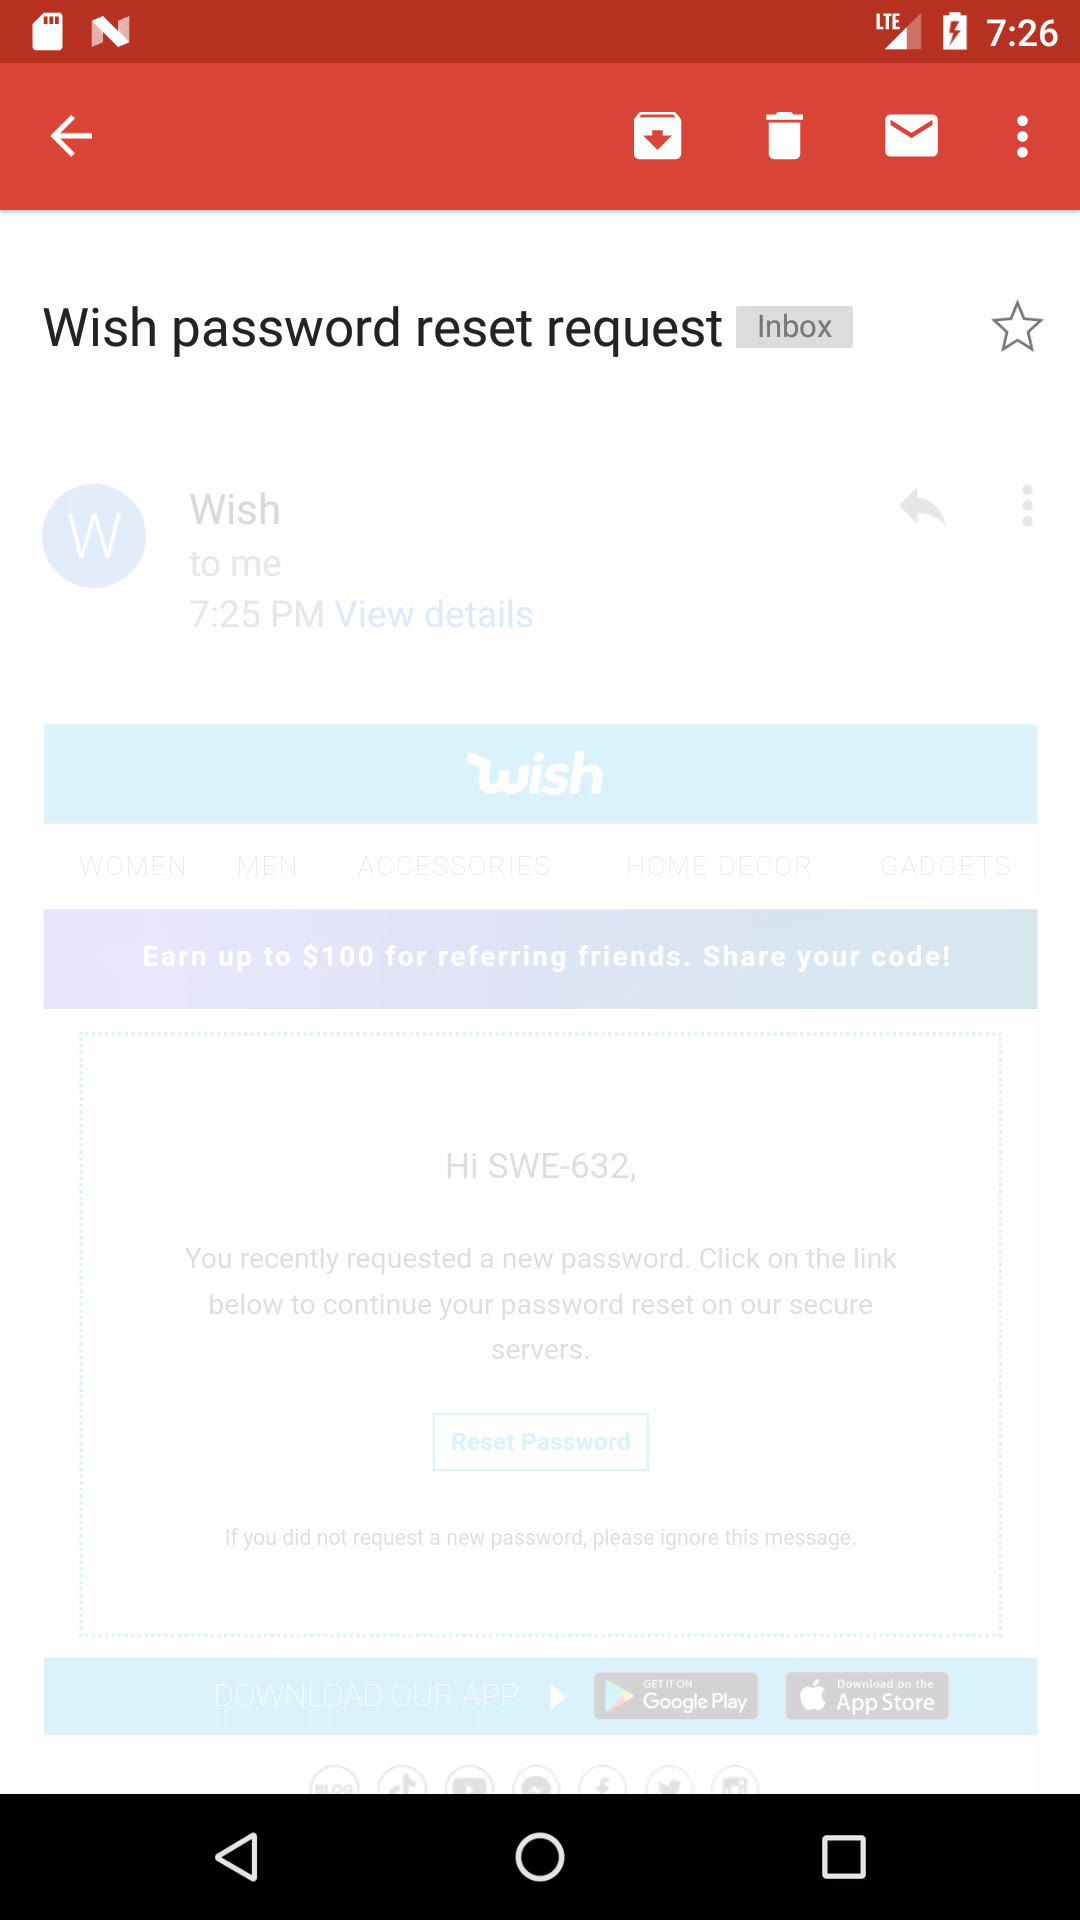 LTE 7:26
Wish password reset request Inbox
W
Wish
to me
7:25 PM View details
wish
WOMEN MEN ACCESSORIES HOME DECOR GADGETS
Earn up to $100 for referring friends. Share your code!
Hi SWE-632,
You recently requested a new password. Click on the link
below to continue your password reset on our secure
servers.
Reset Password
If you did not request a new password, please ignore this message.
DOWNLOAD OUR APP GET IT ON Google Play Download on the App Store
BLOG